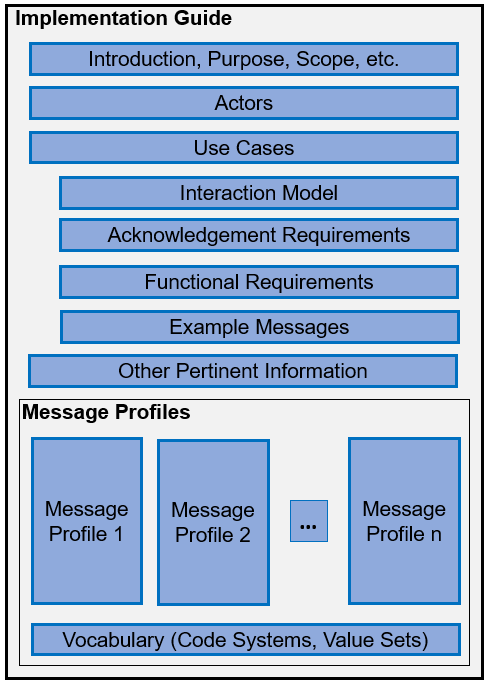 Implementation Guide
Introduction, Purpose, Scope, etc.
Actors
Use Cases
Interaction Model
Acknowledgement Requirements
Functional Requirements
Example Messages
Other Pertinent Information
Message Profiles
Message
Profile 1
Message
Profile 2
...
Message
Profile n
Vocabulary (Code Systems, Value Sets)